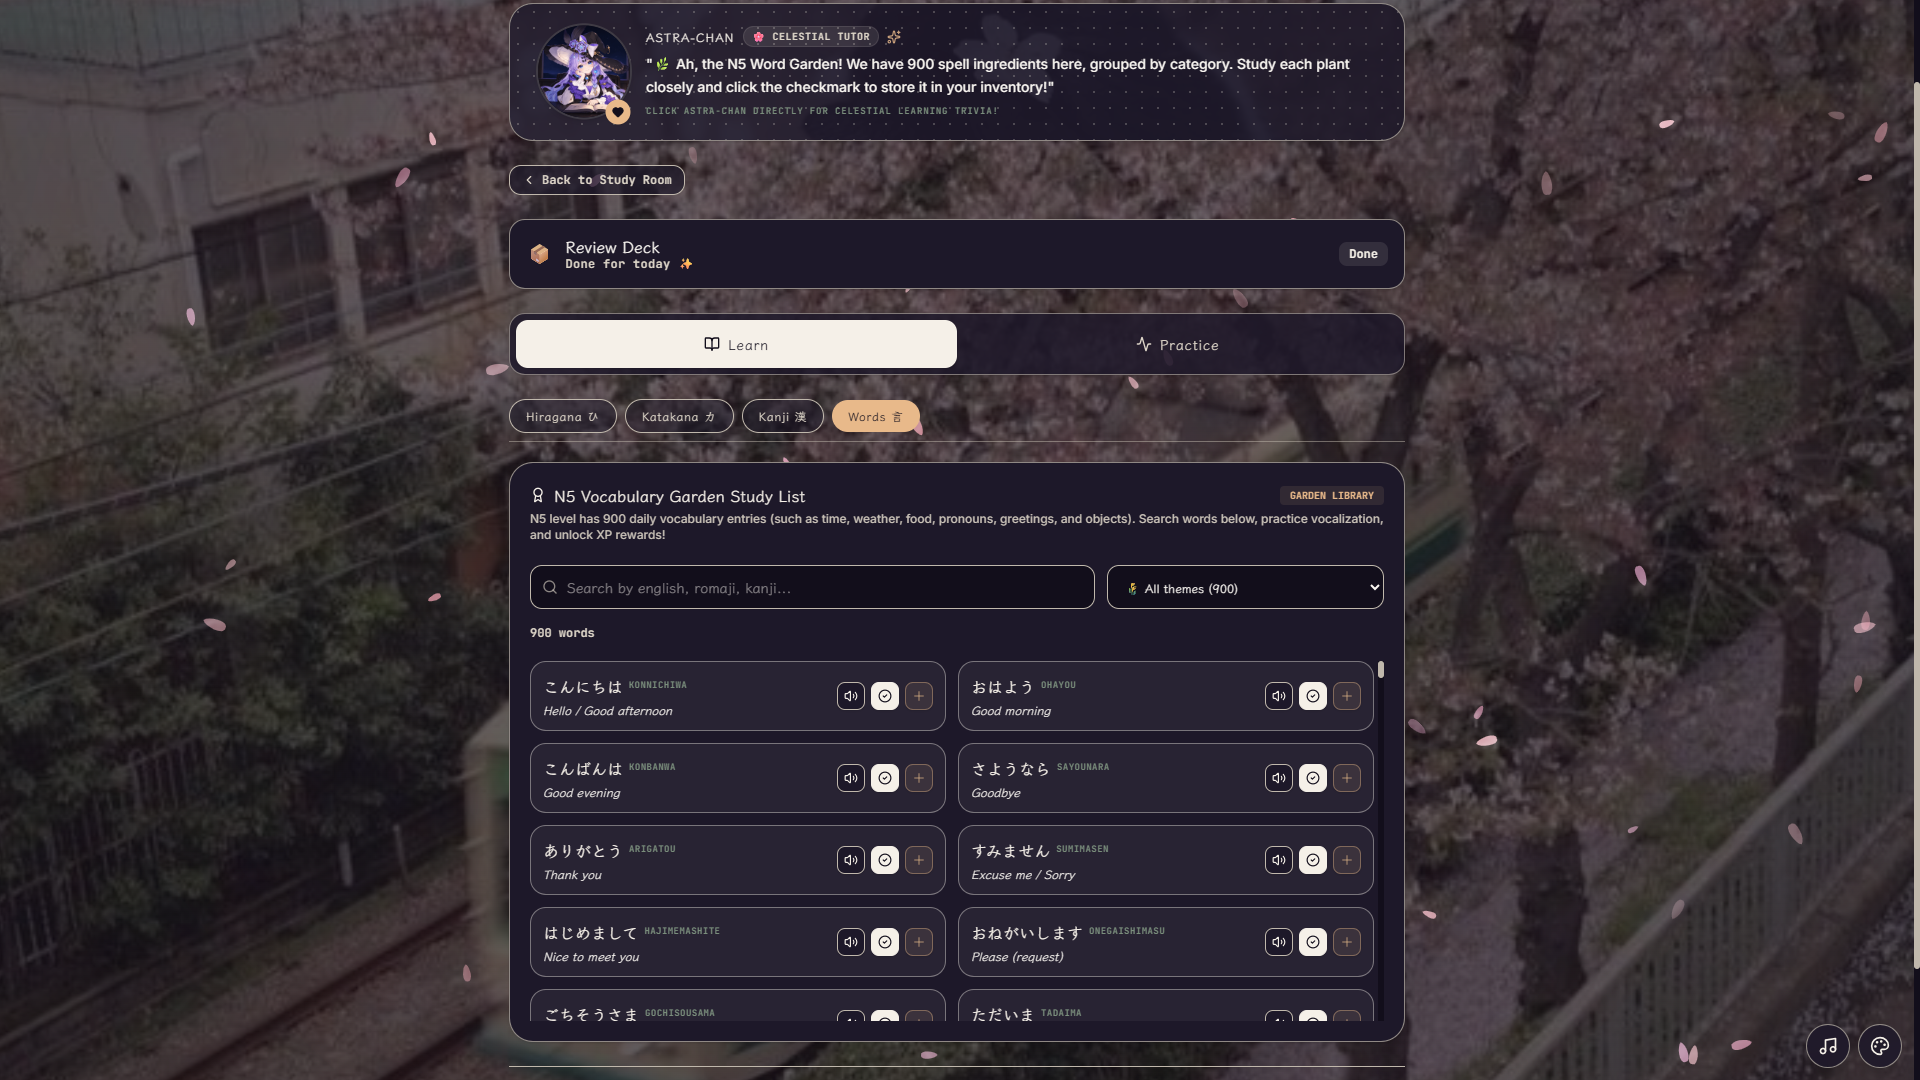 ASTRA-CHAN 🌸 CELESTIAL TUTOR
"🌿 Ah, the N5 Word Garden! We have 900 spell ingredients here, grouped by category. Study each plant
closely and click the checkmark to store it in your inventory!"
CLICK ASTRA-CHAN DIRECTLY FOR CELESTIAL LEARNING TRIVIA!
Back to Study Room
Review Deck
Done for today ✨
Done
Learn
Practice
Hiragana ひ
Katakana カ
Kanji 漢
Words 言
N5 Vocabulary Garden Study List
GARDEN LIBRARY
N5 level has 900 daily vocabulary entries (such as time, weather, food, pronouns, greetings, and objects). Search words below, practice vocalization,
and unlock XP rewards!
Search by english, romaji, kanji...
All themes (900)
900 words
こんにちは KONNICHIWA
Hello / Good afternoon
おはよう OHAYOU
Good morning
こんばんは KONBANWA
Good evening
さようなら SAYOUNARA
Goodbye
ありがとう ARIGATOU
Thank you
すみません SUMIMASEN
Excuse me / Sorry
はじめまして HAJIMEMASHITE
Nice to meet you
おねがいします ONEGAISHIMASU
Please (request)
ごちそうさま GOCHISOUSAMA
ただいま TADAIMA